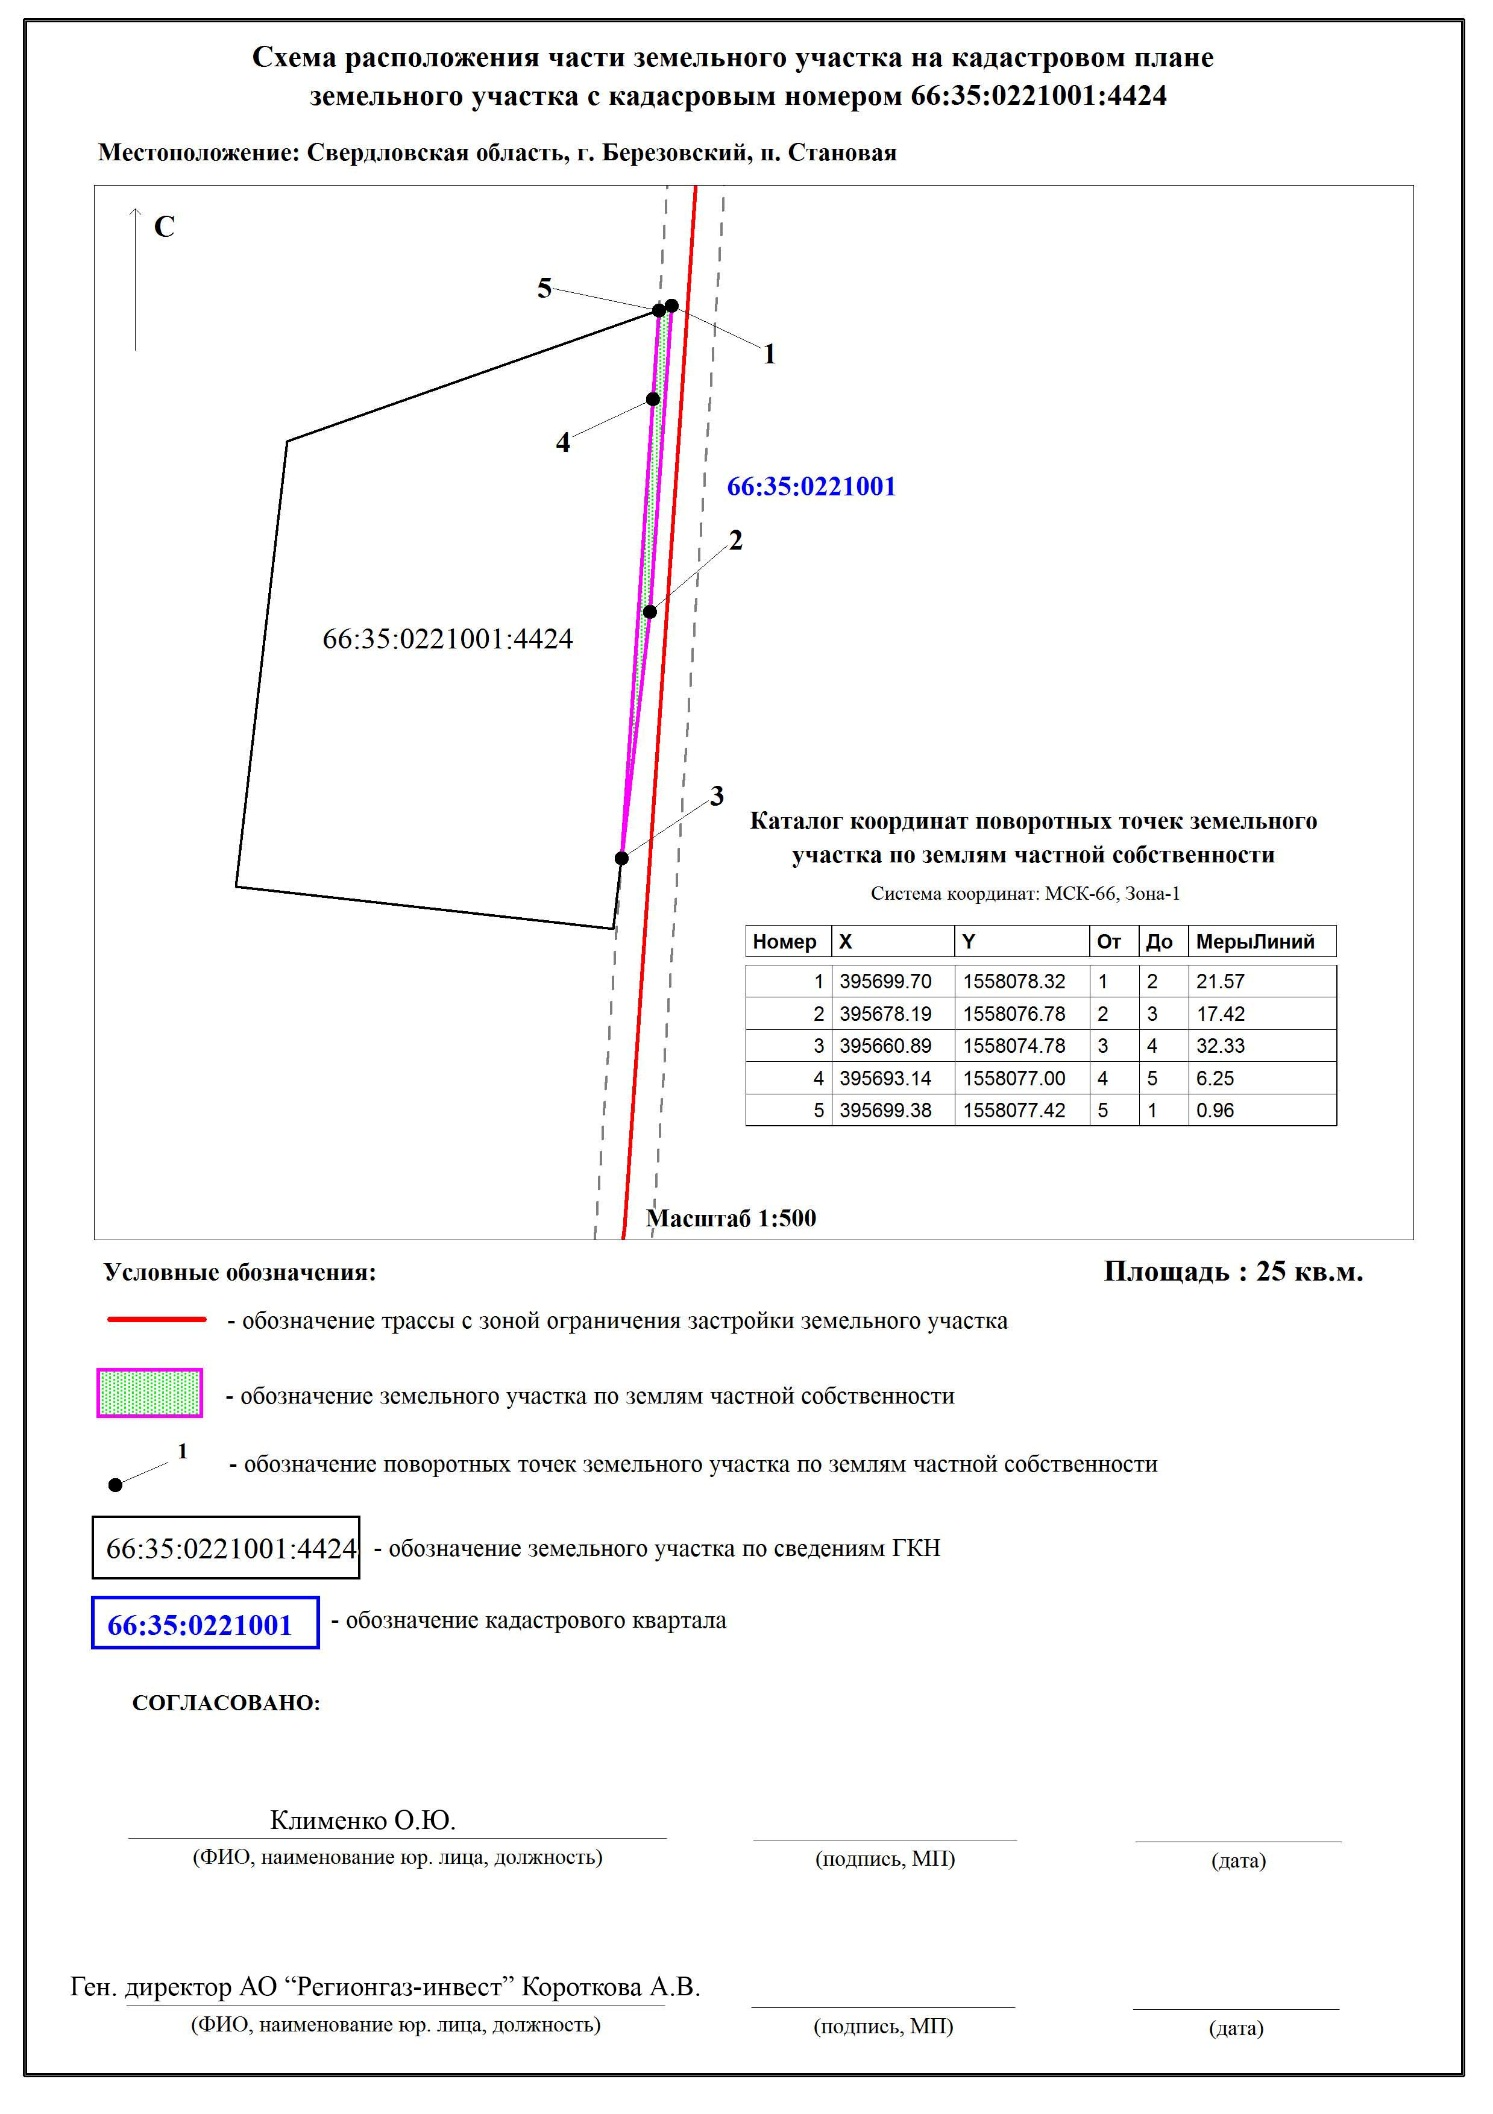 Схема расположения части земельного участка на кадастровом плане
земельного участка с кадасровым номером 66:35:0221001:4424
Местоположение: Свердловская область, г. Березовский, п. Становая
С
5
1
4
66:35:0221001
2
66:35:0221001:4424
3
Каталог координат поворотных точек земельного
участка по землям частной собственности
Система координат: МСК-66, Зона-1
Номер X Y От До МерыЛиний
1 395699.70 1558078.32 1 2 21.57
2 395678.19 1558076.78 2 3 17.42
3 395660.89 1558074.78 3 4 32.33
4 395693.14 1558077.00 4 5 6.25
5 395699.38 1558077.42 5 1 0.96
Масштаб 1:500
Условные обозначения:
Площадь : 25 кв.м.
- обозначение трассы с зоной ограничения застройки земельного участка
- обозначение земельного участка по землям частной собственности
1
- обозначение поворотных точек земельного участка по землям частной собственности
66:35:0221001:4424 - обозначение земельного участка по сведениям ГКН
66:35:0221001 - обозначение кадастрового квартала
СОГЛАСОВАНО:
Клименко О.Ю.
(ФИО, наименование юр. лица, должность) (подпись, МП) (дата)
Ген. директор АО “Регионгаз-инвест” Короткова А.В.
(ФИО, наименование юр. лица, должность) (подпись, МП) (дата)